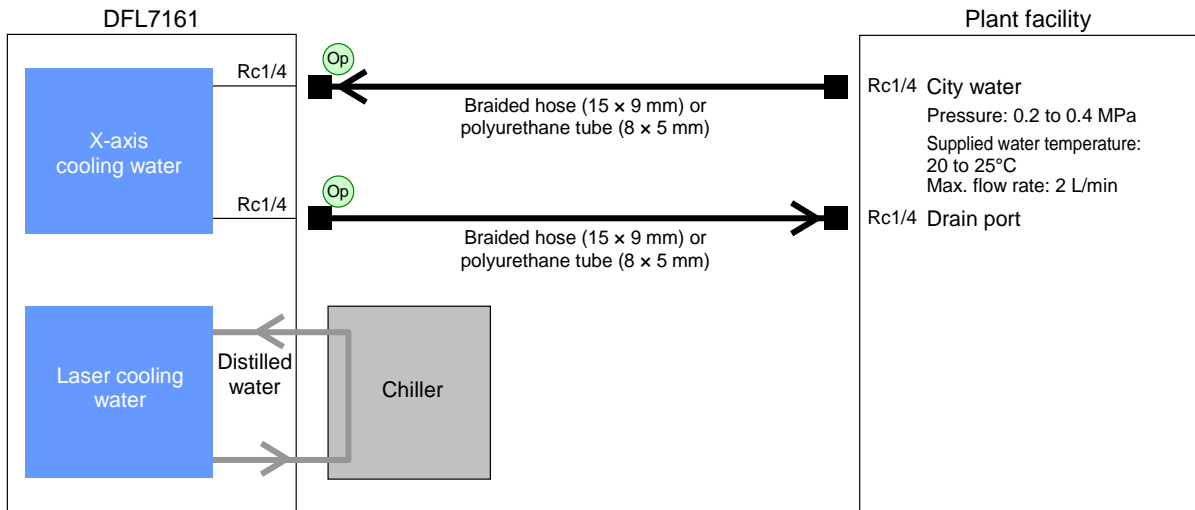 DFL7161
Plant facility
Op
Rc1/4
Rc1/4 City water
Braided hose (15 × 9 mm) or
polyurethane tube (8 × 5 mm)
Pressure: 0.2 to 0.4 MPa
Supplied water temperature:
20 to 25°C
Max. flow rate: 2 L/min
X-axis
cooling water
Op
Rc1/4
Rc1/4 Drain port
Braided hose (15 × 9 mm) or
polyurethane tube (8 × 5 mm)
Laser cooling
water
Distilled
water
Chiller